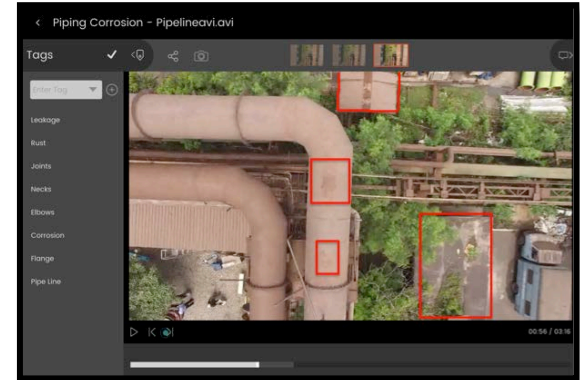 Piping Corrosion - Pipelineavi.avi
Tags
Enter Tag
Leakage
Rust
Joints
Necks
Elbows
Corrosion
Flange
Pipe Line
00:56 / 03:16